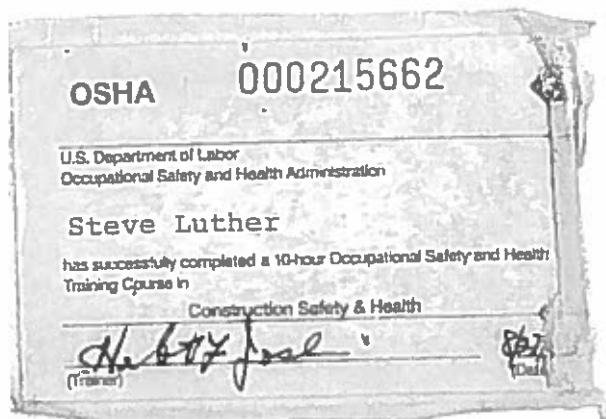 OSHA 000215662
U.S. Department of Labor
Occupational Safety and Health Administration
Steve Luther
has successfully completed a 10-hour Occupational Safety and Health
Training Course in
Construction Safety & Health
(Trainer)